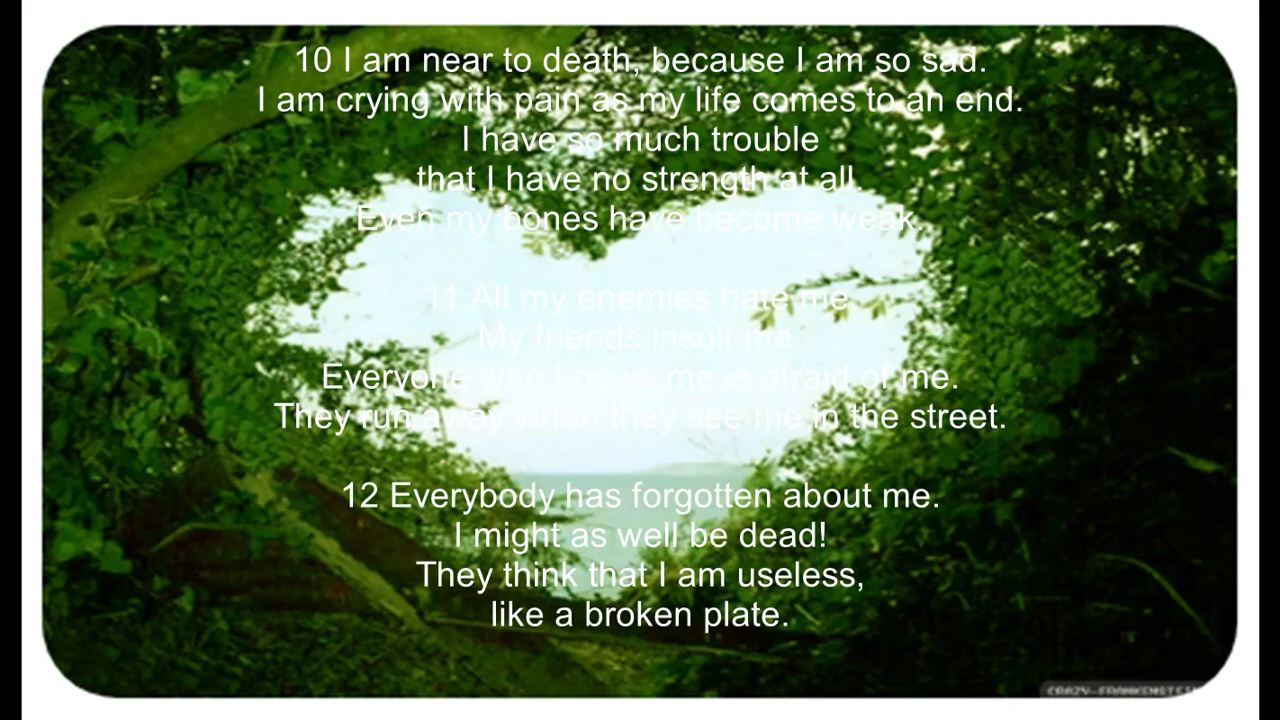 10 I am near to death, because I am so sad.
I am crying with pain as my life comes to an end.
I have so much trouble
that I have no strength at all.
Even my bones have become weak.
11 All my enemies hate me.
My friends insult me.
Everyone who knows me is afraid of me.
They run away when they see me in the street.
12 Everybody has forgotten about me.
I might as well be dead!
They think that I am useless,
like a broken plate.
CRAZY-FRANKENSTEIN